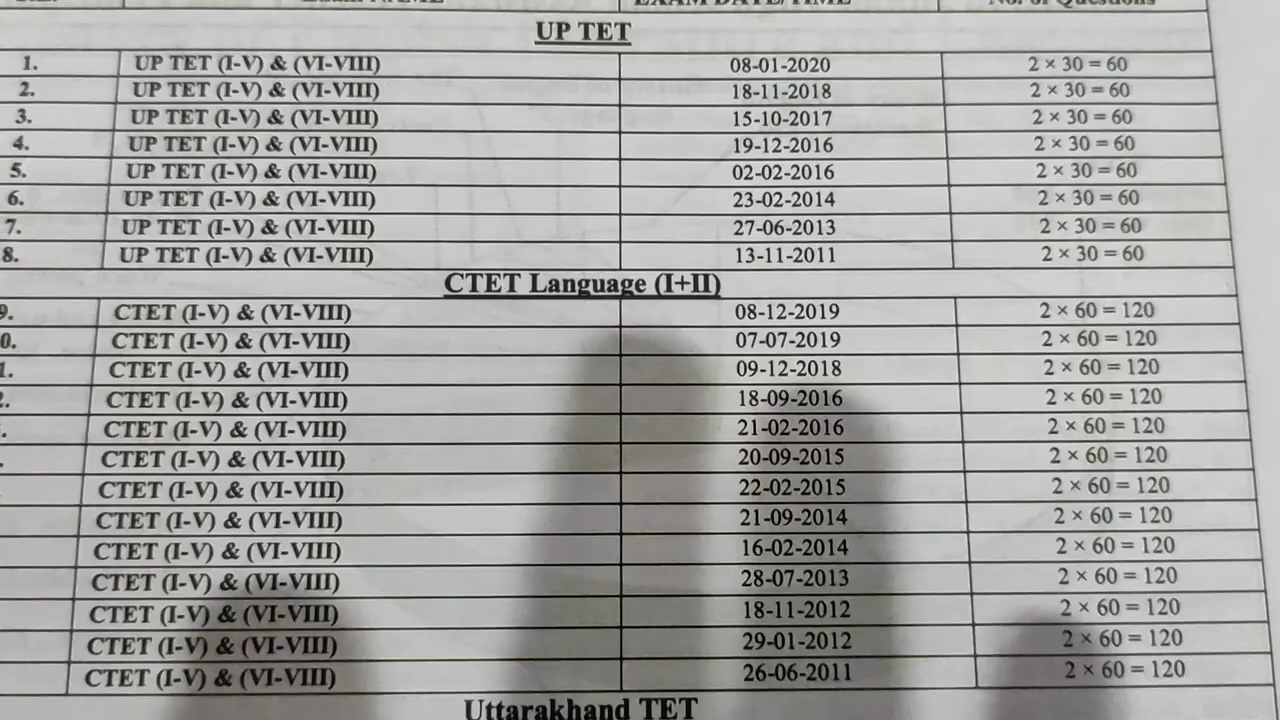 Exam NAME EXAM DATE/TIME No. of Questions
UP TET
1. UP TET (I-V) & (VI-VIII) 08-01-2020 2 × 30 = 60
2. UP TET (I-V) & (VI-VIII) 18-11-2018 2 × 30 = 60
3. UP TET (I-V) & (VI-VIII) 15-10-2017 2 × 30 = 60
4. UP TET (I-V) & (VI-VIII) 19-12-2016 2 × 30 = 60
5. UP TET (I-V) & (VI-VIII) 02-02-2016 2 × 30 = 60
6. UP TET (I-V) & (VI-VIII) 23-02-2014 2 × 30 = 60
7. UP TET (I-V) & (VI-VIII) 27-06-2013 2 × 30 = 60
8. UP TET (I-V) & (VI-VIII) 13-11-2011 2 × 30 = 60
CTET Language (I+II)
9. CTET (I-V) & (VI-VIII) 08-12-2019 2 × 60 = 120
0. CTET (I-V) & (VI-VIII) 07-07-2019 2 × 60 = 120
1. CTET (I-V) & (VI-VIII) 09-12-2018 2 × 60 = 120
2. CTET (I-V) & (VI-VIII) 18-09-2016 2 × 60 = 120
CTET (I-V) & (VI-VIII) 21-02-2016 2 × 60 = 120
CTET (I-V) & (VI-VIII) 20-09-2015 2 × 60 = 120
CTET (I-V) & (VI-VIII) 22-02-2015 2 × 60 = 120
CTET (I-V) & (VI-VIII) 21-09-2014 2 × 60 = 120
CTET (I-V) & (VI-VIII) 16-02-2014 2 × 60 = 120
CTET (I-V) & (VI-VIII) 28-07-2013 2 × 60 = 120
CTET (I-V) & (VI-VIII) 18-11-2012 2 × 60 = 120
CTET (I-V) & (VI-VIII) 29-01-2012 2 × 60 = 120
CTET (I-V) & (VI-VIII) 26-06-2011 2 × 60 = 120
Uttarakhand TET